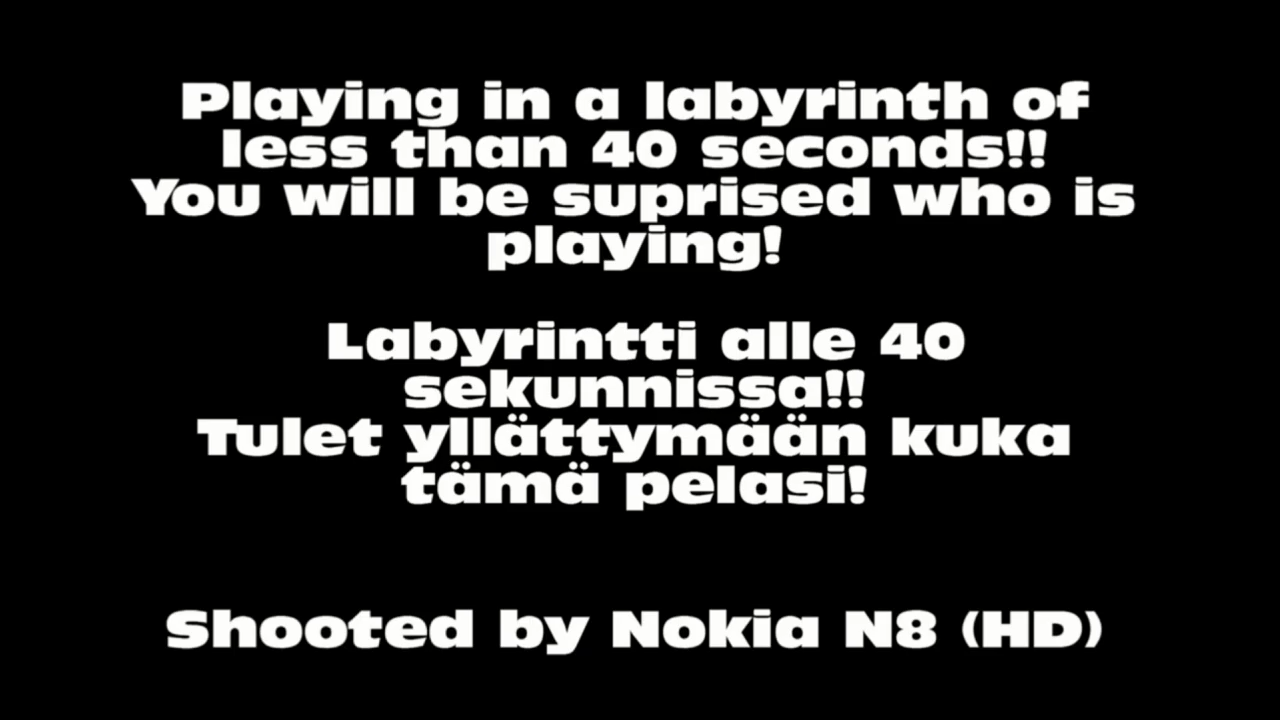 Playing in a labyrinth of
less than 40 seconds!!
You will be suprised who is
playing!
Labyrintti alle 40
sekunnissa!!
Tulet yllättymään kuka
tämä pelasi!
Shooted by Nokia N8 (HD)